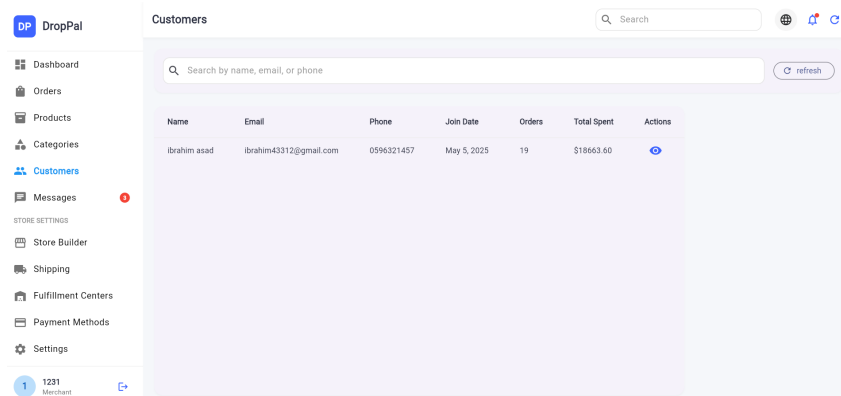 DP DropPal
Dashboard
Orders
Products
Categories
Customers
Messages 3
STORE SETTINGS
Store Builder
Shipping
Fulfillment Centers
Payment Methods
Settings
1 1231
Merchant
Customers
Search
Search by name, email, or phone
refresh
Name Email Phone Join Date Orders Total Spent Actions
ibrahim asad ibrahim43312@gmail.com 0596321457 May 5, 2025 19 $18663.60